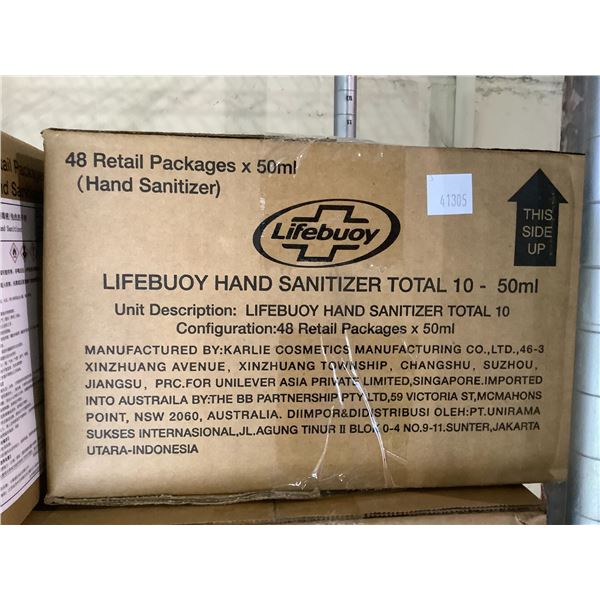 48 Retail Packages x 50ml
(Hand Sanitizer)
41305
Lifebuoy
THIS
SIDE
UP
LIFEBUOY HAND SANITIZER TOTAL 10 - 50ml
Unit Description: LIFEBUOY HAND SANITIZER TOTAL 10
Configuration:48 Retail Packages x 50ml
MANUFACTURED BY:KARLIE COSMETICS MANUFACTURING CO.,LTD.,46-3
XINZHUANG AVENUE, XINZHUANG TOWNSHIP, CHANGSHU, SUZHOU,
JIANGSU, PRC.FOR UNILEVER ASIA PRIVATE LIMITED,SINGAPORE.IMPORTED
INTO AUSTRAILA BY:THE BB PARTNERSHIP PTY,LTD,59 VICTORIA ST,MCMAHONS
POINT, NSW 2060, AUSTRALIA. DIIMPOR&DIDISTRIBUSI OLEH:PT.UNIRAMA
SUKSES INTERNASIONAL,JL.AGUNG TINUR II BLOK 0-4 NO.9-11.SUNTER,JAKARTA
UTARA-INDONESIA